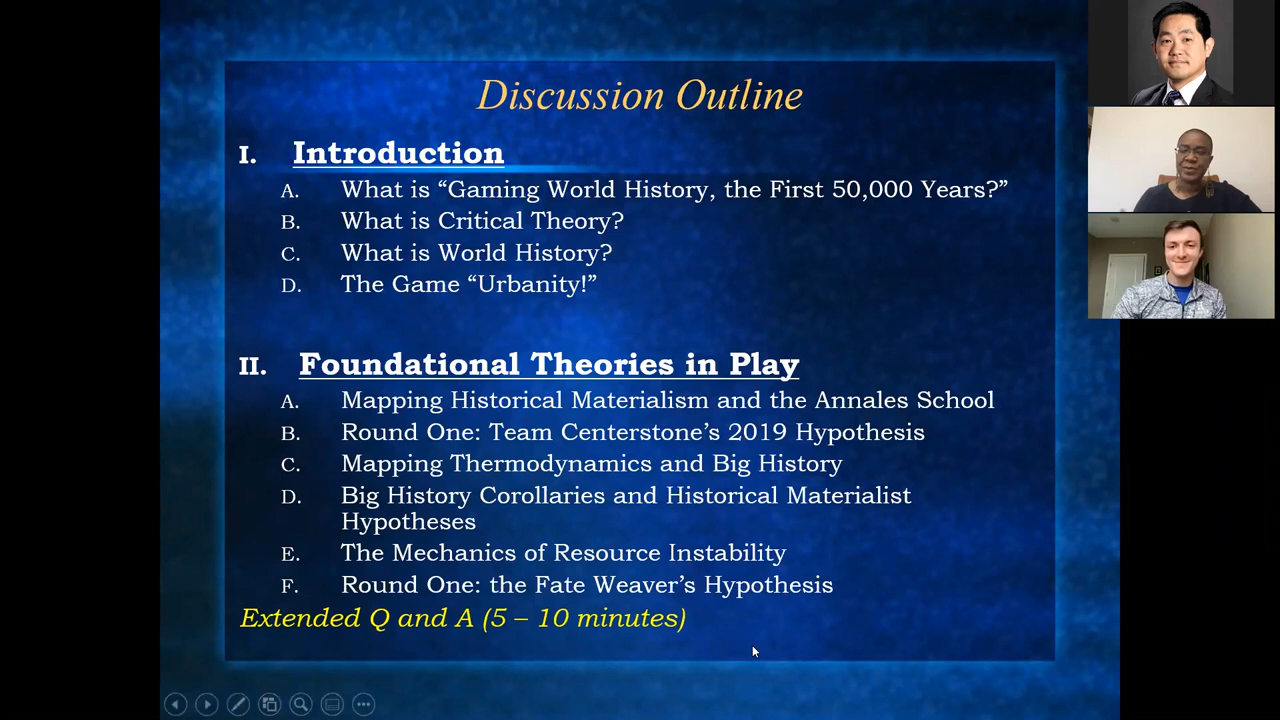 Discussion Outline
I. Introduction
A. What is “Gaming World History, the First 50,000 Years?”
B. What is Critical Theory?
C. What is World History?
D. The Game “Urbanity!”
II. Foundational Theories in Play
A. Mapping Historical Materialism and the Annales School
B. Round One: Team Centerstone’s 2019 Hypothesis
C. Mapping Thermodynamics and Big History
D. Big History Corollaries and Historical Materialist
Hypotheses
E. The Mechanics of Resource Instability
F. Round One: the Fate Weaver’s Hypothesis
Extended Q and A (5 – 10 minutes)